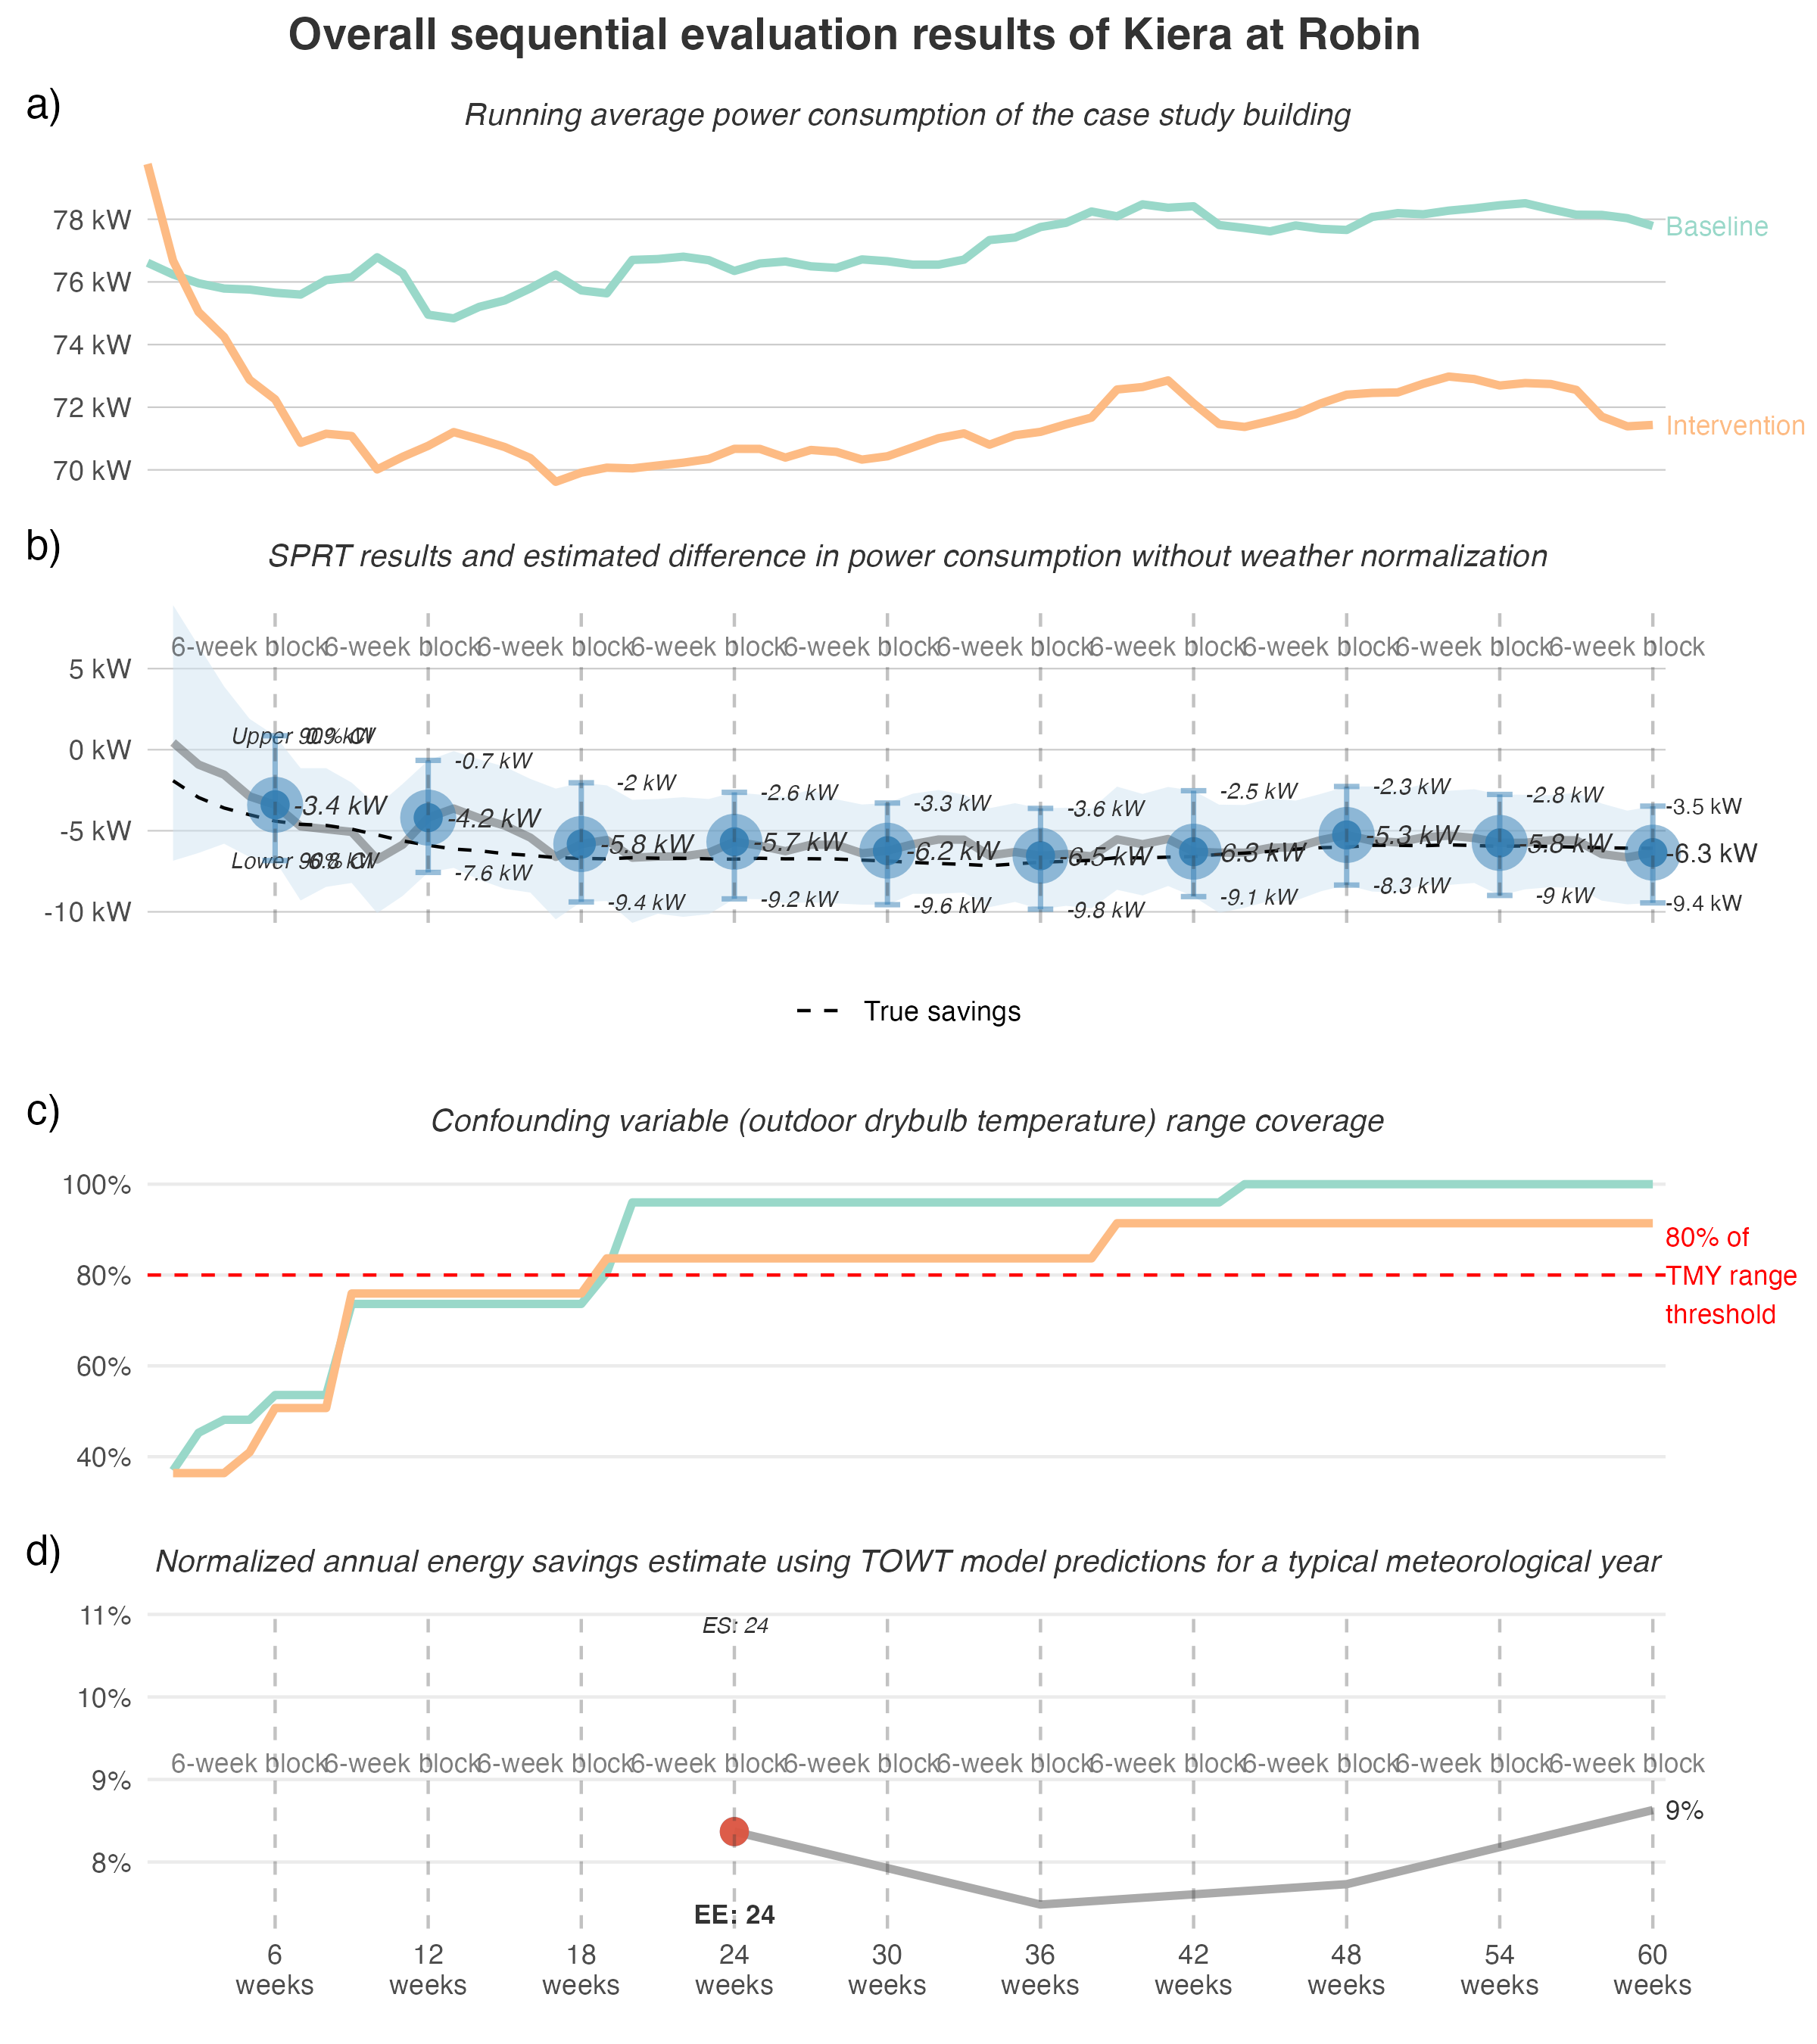 Overall sequential evaluation results of Kiera at Robin
a)
Running average power consumption of the case study building
78 kW
76 kW
74 kW
72 kW
70 kW
Baseline
Intervention
b)
SPRT results and estimated difference in power consumption without weather normalization
6-week block 6-week block 6-week block 6-week block 6-week block 6-week block 6-week block 6-week block 6-week block 6-week block
5 kW
0 kW
-5 kW
-10 kW
Upper 90% CI
0.9 kW
-0.7 kW
-2 kW
-2.6 kW
-3.3 kW
-3.6 kW
-2.5 kW
-2.3 kW
-2.8 kW
-3.5 kW
-3.4 kW
-4.2 kW
-5.8 kW
-5.7 kW
-6.2 kW
-6.5 kW
-6.3 kW
-5.3 kW
-5.8 kW
-6.3 kW
Lower 90% CI
-6.8 kW
-7.6 kW
-9.4 kW
-9.2 kW
-9.6 kW
-9.8 kW
-9.1 kW
-8.3 kW
-9 kW
-9.4 kW
True savings
c)
Confounding variable (outdoor drybulb temperature) range coverage
100%
80%
60%
40%
80% of
TMY range
threshold
d)
Normalized annual energy savings estimate using TOWT model predictions for a typical meteorological year
11%
10%
9%
8%
ES: 24
6-week block 6-week block 6-week block 6-week block 6-week block 6-week block 6-week block 6-week block 6-week block 6-week block
9%
EE: 24
6 weeks
12 weeks
18 weeks
24 weeks
30 weeks
36 weeks
42 weeks
48 weeks
54 weeks
60 weeks